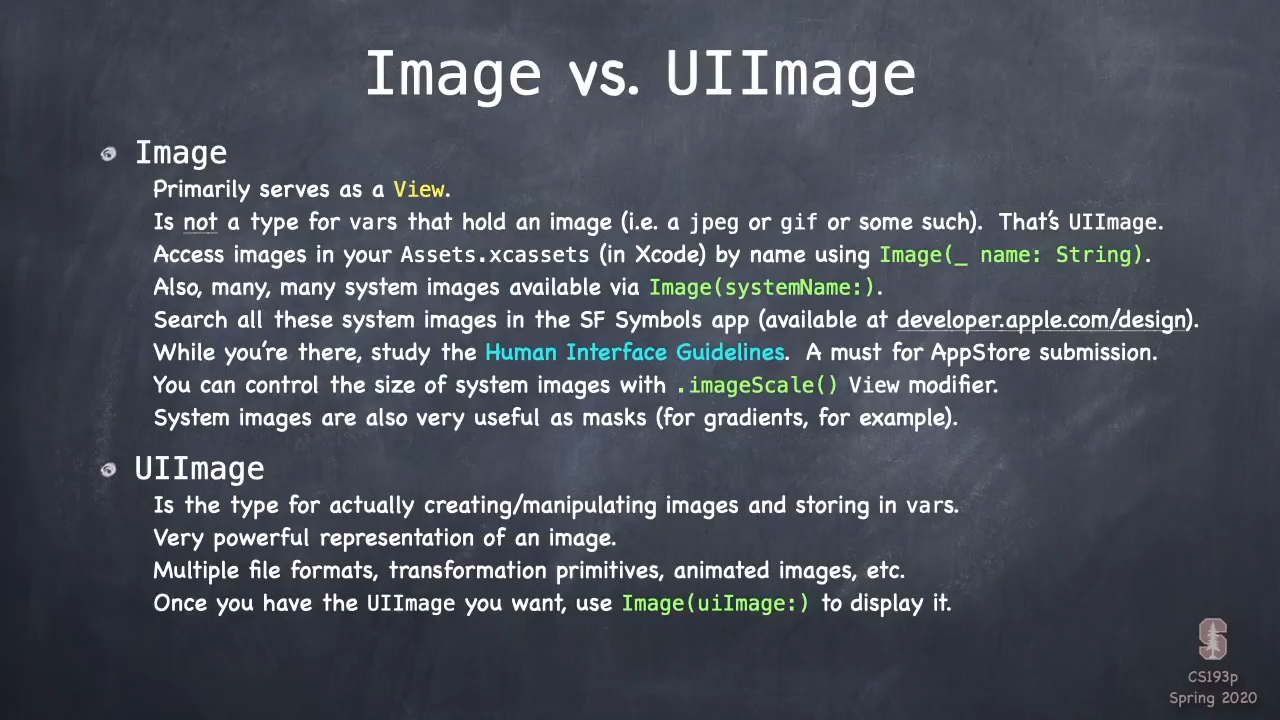 Image vs. UIImage
Image
Primarily serves as a View.
Is not a type for vars that hold an image (i.e. a jpeg or gif or some such). That's UIImage.
Access images in your Assets.xcassets (in Xcode) by name using Image(_ name: String).
Also, many, many system images available via Image(systemName:).
Search all these system images in the SF Symbols app (available at developer.apple.com/design).
While you're there, study the Human Interface Guidelines. A must for AppStore submission.
You can control the size of system images with .imageScale() View modifier.
System images are also very useful as masks (for gradients, for example).
UIImage
Is the type for actually creating/manipulating images and storing in vars.
Very powerful representation of an image.
Multiple file formats, transformation primitives, animated images, etc.
Once you have the UIImage you want, use Image(uiImage:) to display it.
S
CS193p
Spring 2020